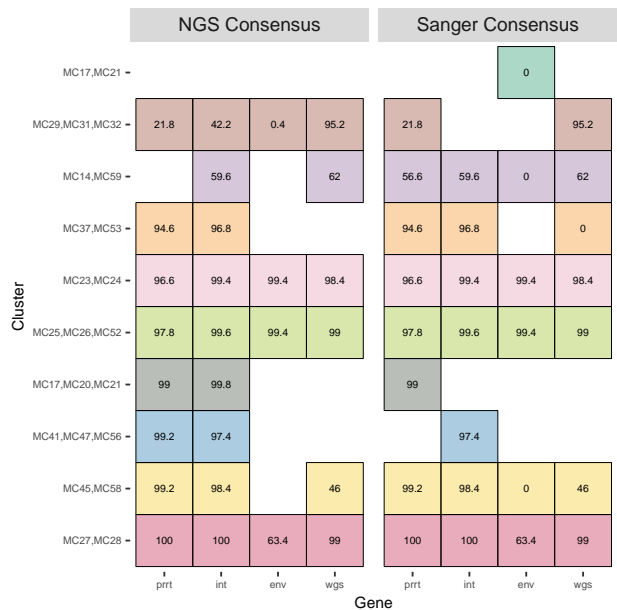 NGS Consensus Sanger Consensus
MC17,MC21 0
MC29,MC31,MC32 21.8 42.2 0.4 95.2 21.8 95.2
MC14,MC59 59.6 62 56.6 59.6 0 62
MC37,MC53 94.6 96.8 94.6 96.8 0
MC23,MC24 96.6 99.4 99.4 98.4 96.6 99.4 99.4 98.4
MC25,MC26,MC52 97.8 99.6 99.4 99 97.8 99.6 99.4 99
MC17,MC20,MC21 99 99.8 99
MC41,MC47,MC56 99.2 97.4 97.4
MC45,MC58 99.2 98.4 46 99.2 98.4 0 46
MC27,MC28 100 100 63.4 99 100 100 63.4 99
prrt int env wgs prrt int env wgs
Gene
Cluster